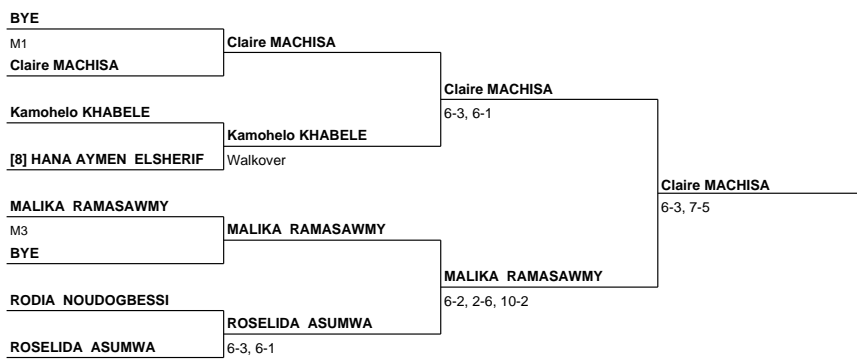 BYE
M1
Claire MACHISA
Claire MACHISA
Kamohelo KHABELE
[8] HANA AYMEN ELSHERIF
Kamohelo KHABELE
Walkover
Claire MACHISA
6-3, 6-1
MALIKA RAMASAWMY
M3
BYE
MALIKA RAMASAWMY
RODIA NOUDOGBESSI
ROSELIDA ASUMWA
ROSELIDA ASUMWA
6-3, 6-1
MALIKA RAMASAWMY
6-2, 2-6, 10-2
Claire MACHISA
6-3, 7-5